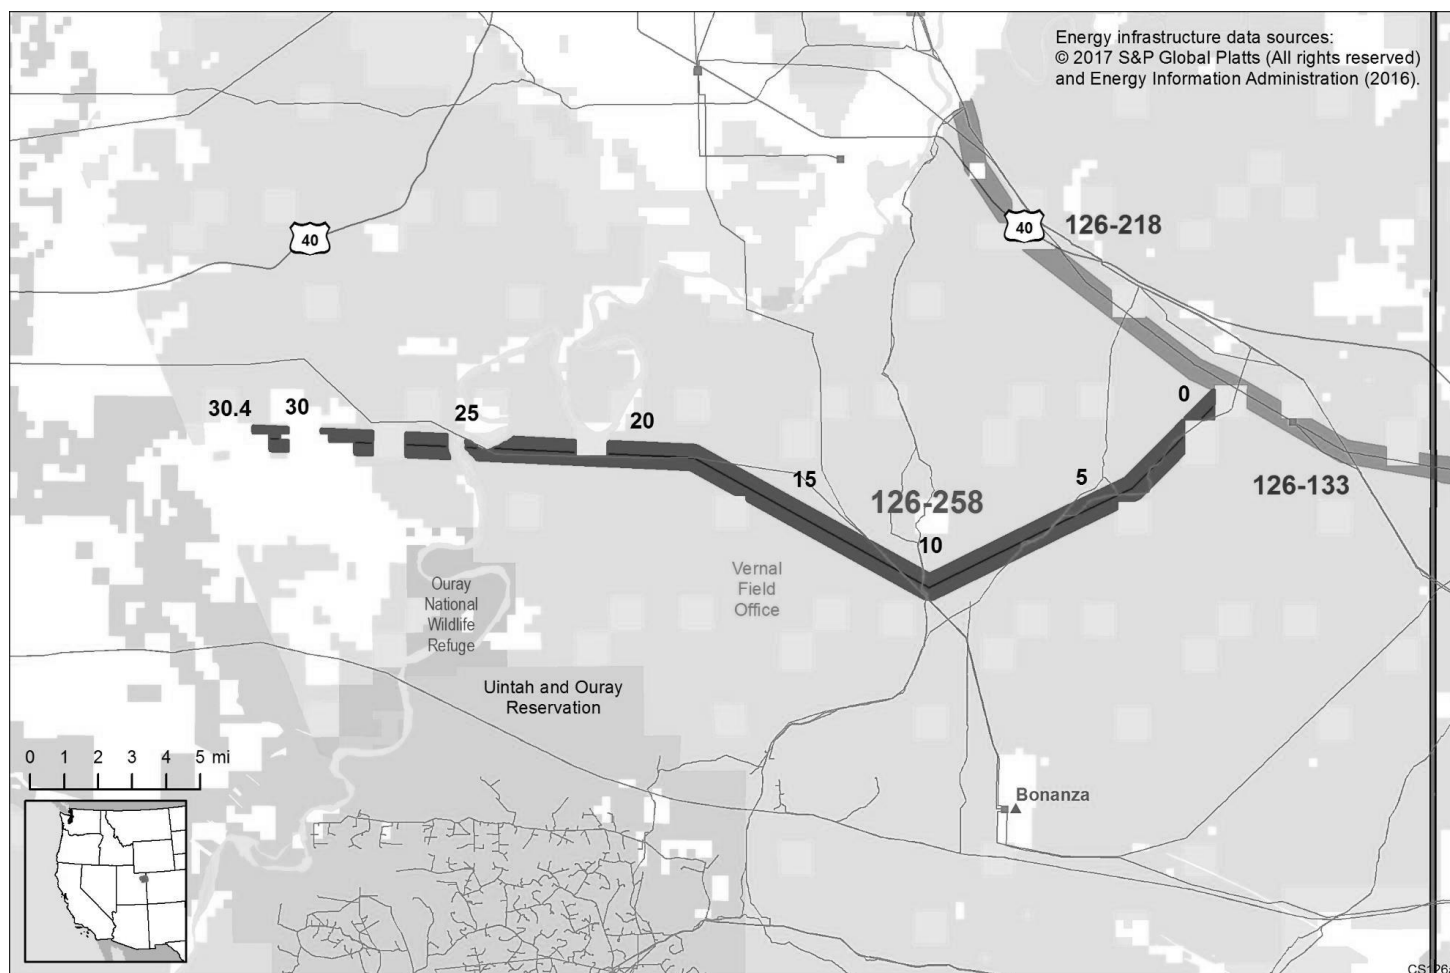 Energy infrastructure data sources:
© 2017 S&P Global Platts (All rights reserved)
and Energy Information Administration (2016).
40
40
126-218
0
30.4
30
25
20
15
5
126-133
126-258
10
Vernal
Field
Office
Ouray
National
Wildlife
Refuge
Uintah and Ouray
Reservation
0 1 2 3 4 5 mi
Bonanza
CS126